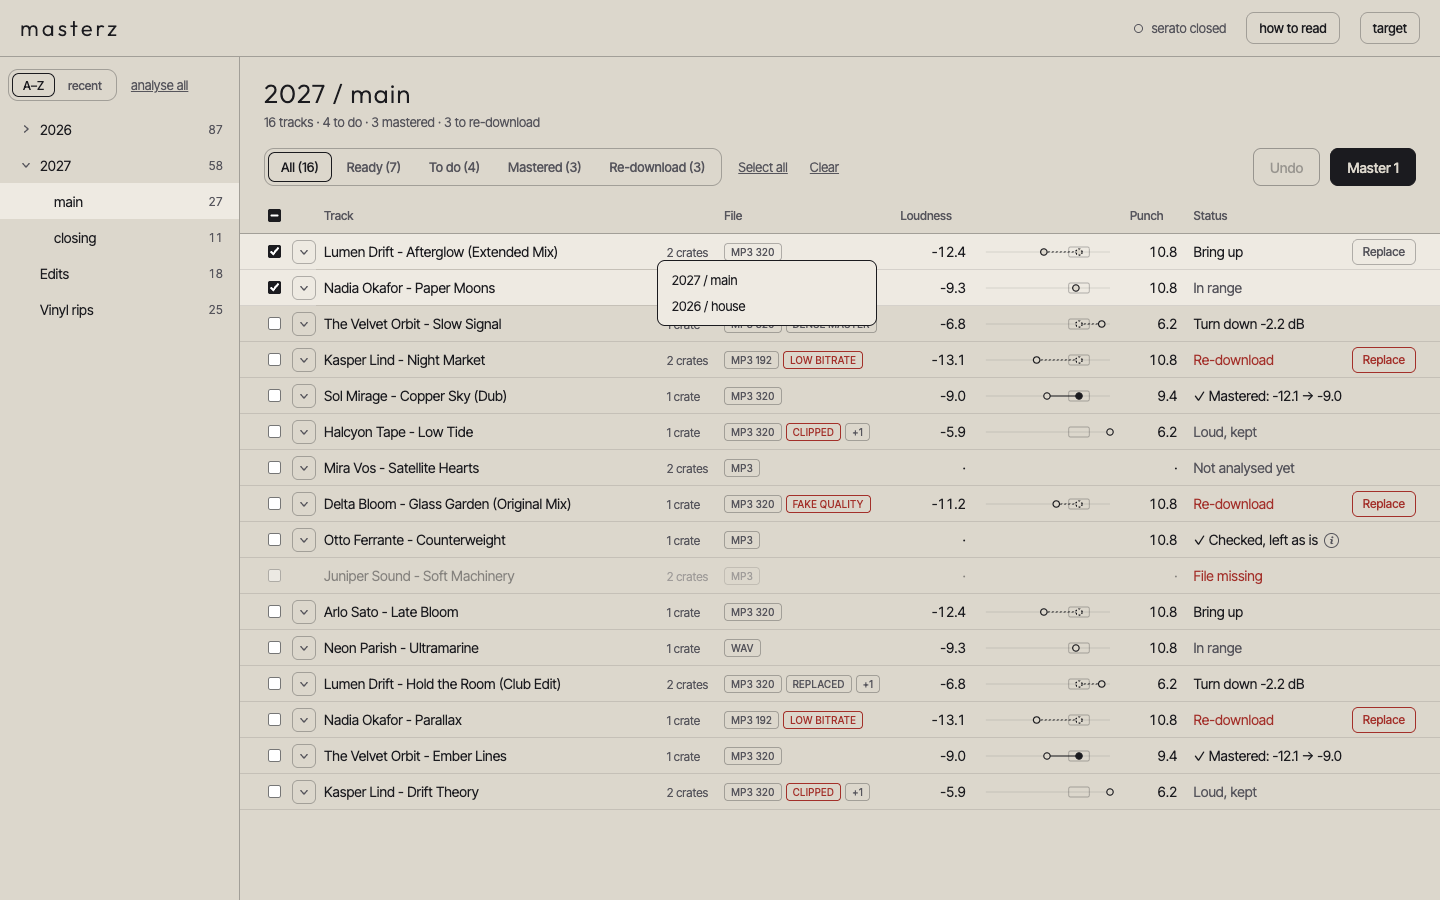 masterz
serato closed
how to read
target
A–Z
recent
analyse all
2026 87
2027 58
main 27
closing 11
Edits 18
Vinyl rips 25
2027 / main
16 tracks · 4 to do · 3 mastered · 3 to re-download
All (16) Ready (7) To do (4) Mastered (3) Re-download (3) Select all Clear Undo Master 1
Track File Loudness Punch Status
Lumen Drift - Afterglow (Extended Mix) 2 crates MP3 320 -12.4 10.8 Bring up Replace
2027 / main
2026 / house
Nadia Okafor - Paper Moons -9.3 10.8 In range
The Velvet Orbit - Slow Signal 1 crate MP3 320 DENSE MASTER -6.8 6.2 Turn down -2.2 dB
Kasper Lind - Night Market 2 crates MP3 192 LOW BITRATE -13.1 10.8 Re-download Replace
Sol Mirage - Copper Sky (Dub) 1 crate MP3 320 -9.0 9.4 ✓ Mastered: -12.1 → -9.0
Halcyon Tape - Low Tide 1 crate MP3 320 CLIPPED +1 -5.9 6.2 Loud, kept
Mira Vos - Satellite Hearts 2 crates MP3 · · Not analysed yet
Delta Bloom - Glass Garden (Original Mix) 1 crate MP3 320 FAKE QUALITY -11.2 10.8 Re-download Replace
Otto Ferrante - Counterweight 1 crate MP3 · 10.8 ✓ Checked, left as is i
Juniper Sound - Soft Machinery 2 crates MP3 · · File missing
Arlo Sato - Late Bloom 1 crate MP3 320 -12.4 10.8 Bring up
Neon Parish - Ultramarine 1 crate WAV -9.3 10.8 In range
Lumen Drift - Hold the Room (Club Edit) 2 crates MP3 320 REPLACED +1 -6.8 6.2 Turn down -2.2 dB
Nadia Okafor - Parallax 1 crate MP3 192 LOW BITRATE -13.1 10.8 Re-download Replace
The Velvet Orbit - Ember Lines 1 crate MP3 320 -9.0 9.4 ✓ Mastered: -12.1 → -9.0
Kasper Lind - Drift Theory 2 crates MP3 320 CLIPPED +1 -5.9 6.2 Loud, kept